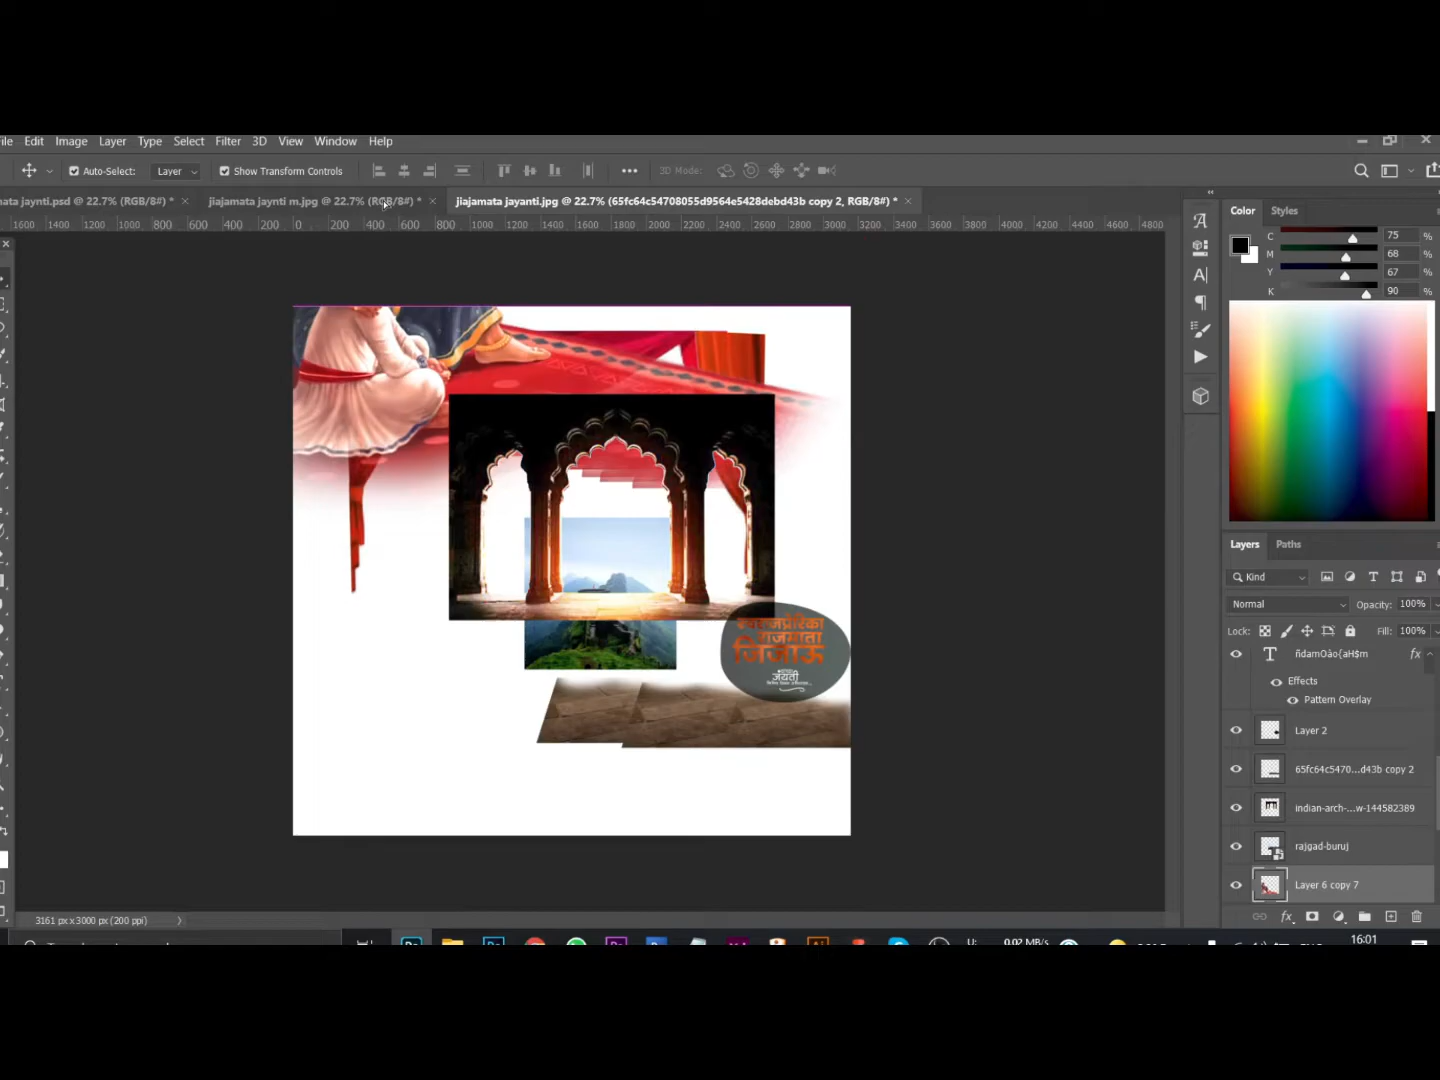 Edit Image Layer Type Select Filter 3D View Window Help
Auto-Select: Layer Show Transform Controls 3D Mode:
jaynti.psd @ 22.7% (RGB/8#) * jiajamata jaynti m.jpg @ 22.7% (RGB/8#) * jiajamata jayanti.jpg @ 22.7% (65fc64c54708055d9564e5428debd43b copy 2, RGB/8#) *
1600 1400 1200 1000 800 600 400 200 0 200 400 600 800 1000 1200 1400 1600 1800 2000 2200 2400 2600 2800 3000 3200 3400 3600 3800 4000 4200 4400 4600 4800
Color Styles
C 75 %
M 68 %
Y 67 %
K 90 %
राजमाता
जिजाऊ
जयंती
Layers Paths
Kind
Normal Opacity: 100%
Lock: Fill: 100%
ñdamOào{aH$m fx
Effects
Pattern Overlay
Layer 2
65fc64c5470...d43b copy 2
indian-arch-...w-144582389
rajgad-buruj
Layer 6 copy 7
3161 px x 3000 px (200 ppi)
U: 0.02 MB/s
16:01